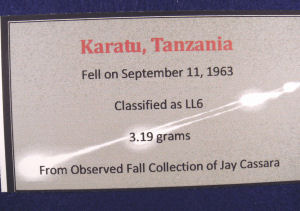 Karatu, Tanzania
Fell on September 11, 1963
Classified as LL6
3.19 grams
From Observed Fall Collection of Jay Cassara